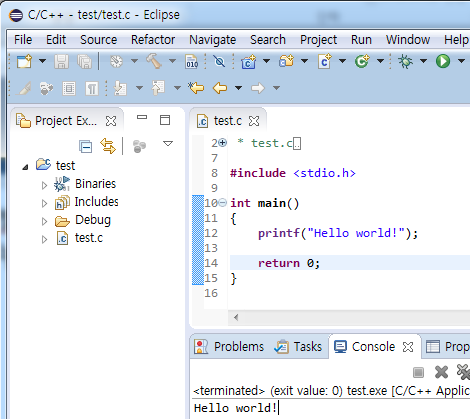 C/C++ - test/test.c - Eclipse
File Edit Source Refactor Navigate Search Project Run Window Help
010
Project Ex...
test
Binaries
Includes
Debug
test.c
test.c
2 * test.c
7
8 #include <stdio.h>
9
10 int main()
11 {
12 printf("Hello world!");
13
14 return 0;
15 }
16
Problems Tasks Console Prop
<terminated> (exit value: 0) test.exe [C/C++ Applic
Hello world!